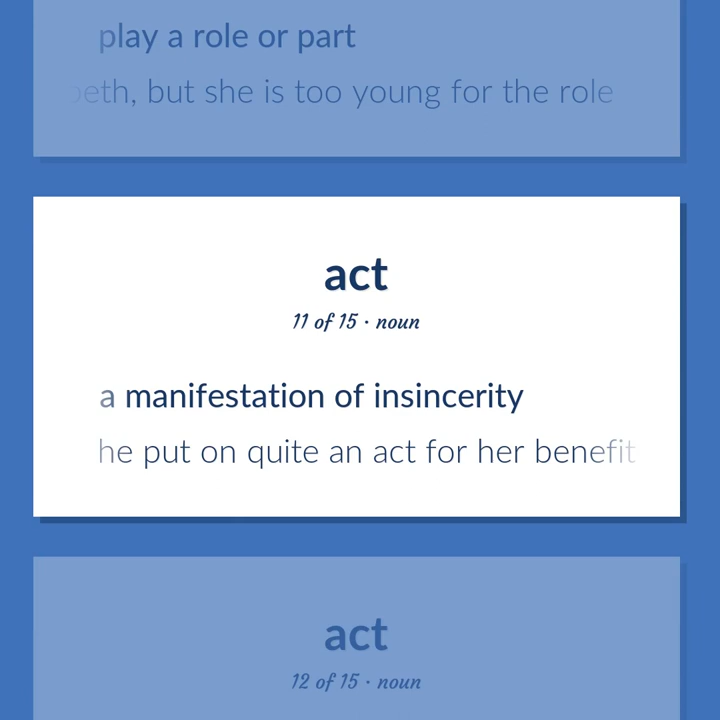 play a role or part
beth, but she is too young for the role
act
11 of 15 · noun
a manifestation of insincerity
he put on quite an act for her benefit
act
12 of 15 · noun